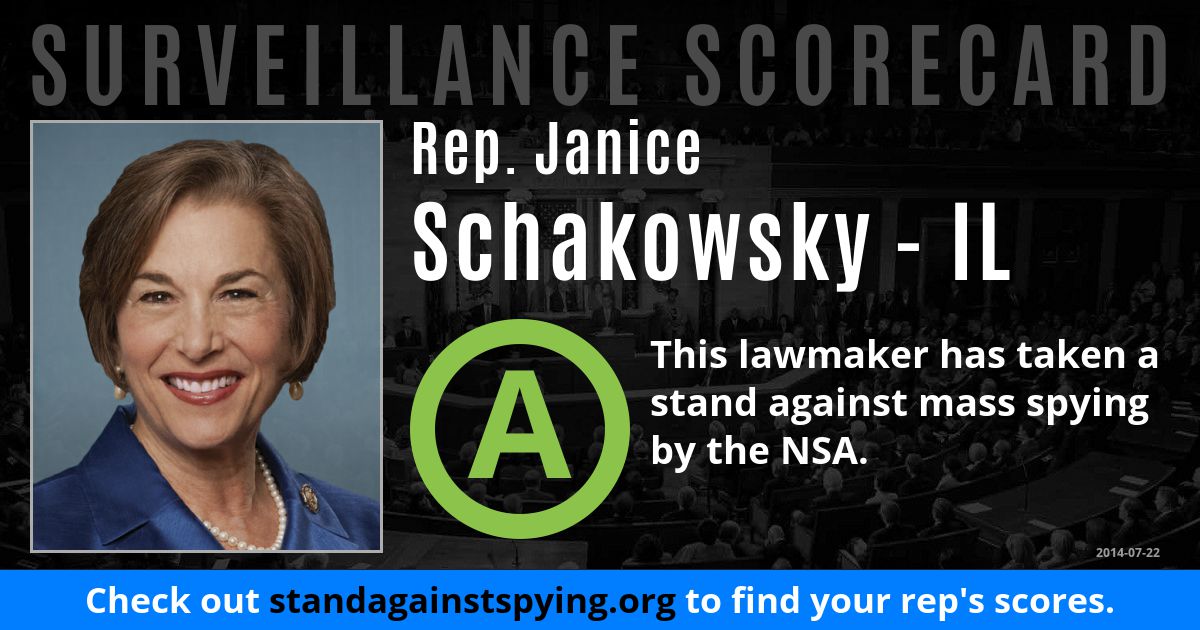 SURVEILLANCE SCORECARD
Rep. Janice
Schakowsky - IL
A
This lawmaker has taken a
stand against mass spying
by the NSA.
2014-07-22
Check out standagainstspying.org to find your rep's scores.